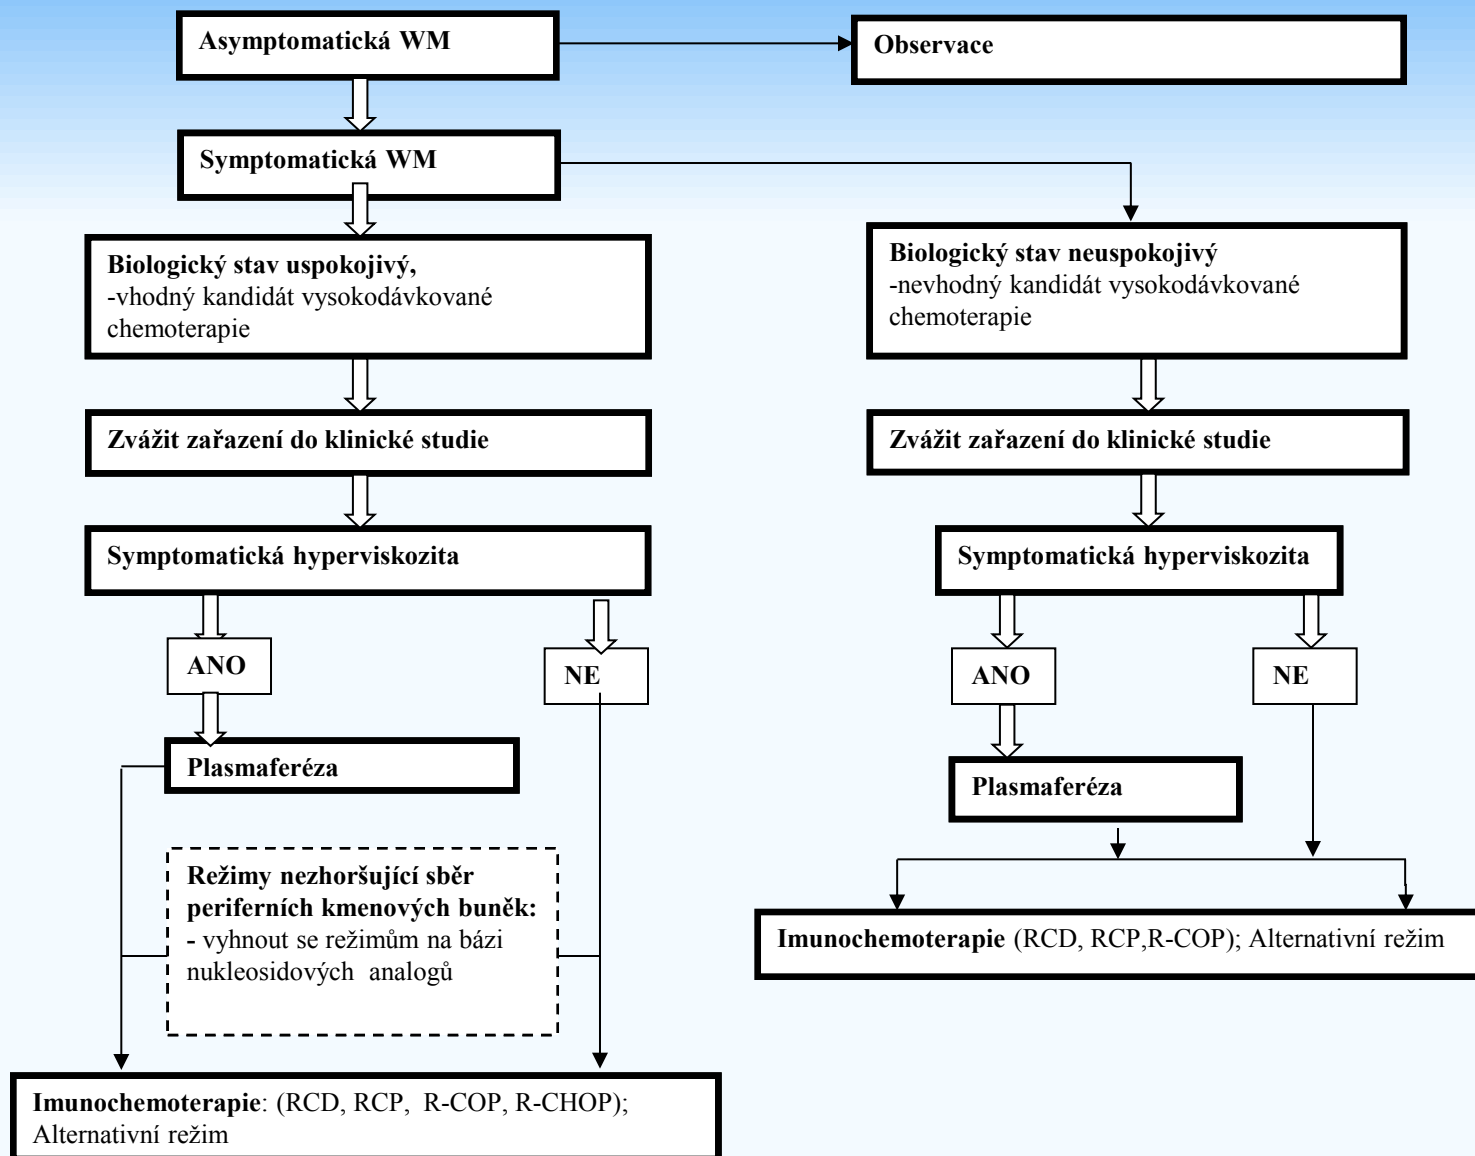 Asymptomatická WM
Observace
Symptomatická WM
Biologický stav uspokojivý,
-vhodný kandidát vysokodávkované
chemoterapie
Biologický stav neuspokojivý
-nevhodný kandidát vysokodávkované
chemoterapie
Zvážit zařazení do klinické studie
Zvážit zařazení do klinické studie
Symptomatická hyperviskozita
Symptomatická hyperviskozita
ANO
NE
ANO
NE
Plasmaferéza
Plasmaferéza
Režimy nezhoršující sběr
periferních kmenových buněk:
- vyhnout se režimům na bázi
nukleosidových analogů
Imunochemoterapie (RCD, RCP,R-COP); Alternativní režim
Imunochemoterapie: (RCD, RCP, R-COP, R-CHOP);
Alternativní režim